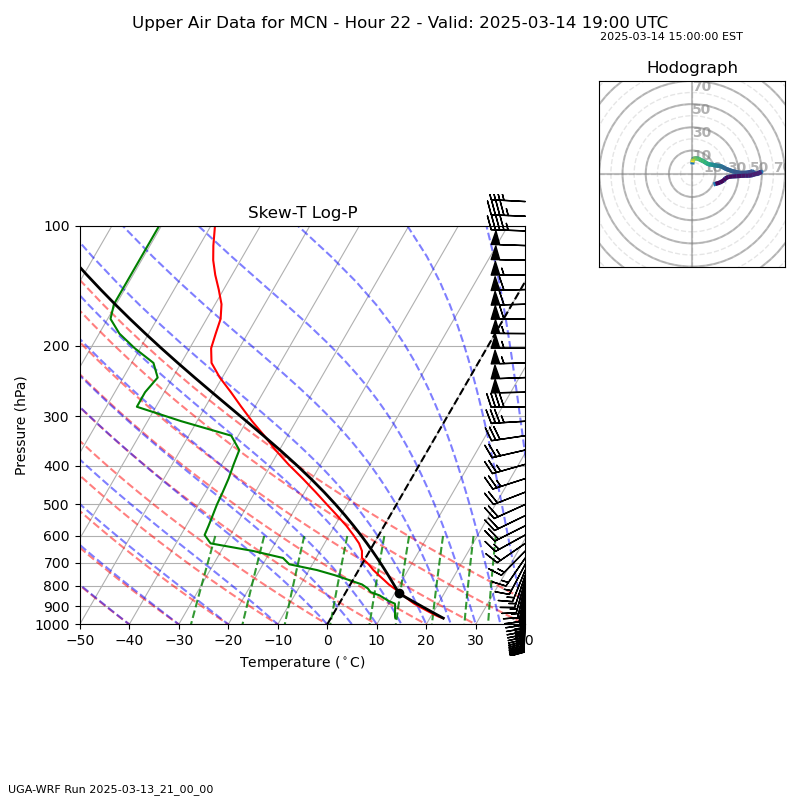 Upper Air Data for MCN - Hour 22 - Valid: 2025-03-14 19:00 UTC
2025-03-14 15:00:00 EST
Hodograph
70
50
30
10
10 30 50 7
Skew-T Log-P
100
200
300
400
500
600
700
800
900
1000
Pressure (hPa)
−50 −40 −30 −20 −10 0 10 20 30 0
Temperature (°C)
UGA-WRF Run 2025-03-13_21_00_00